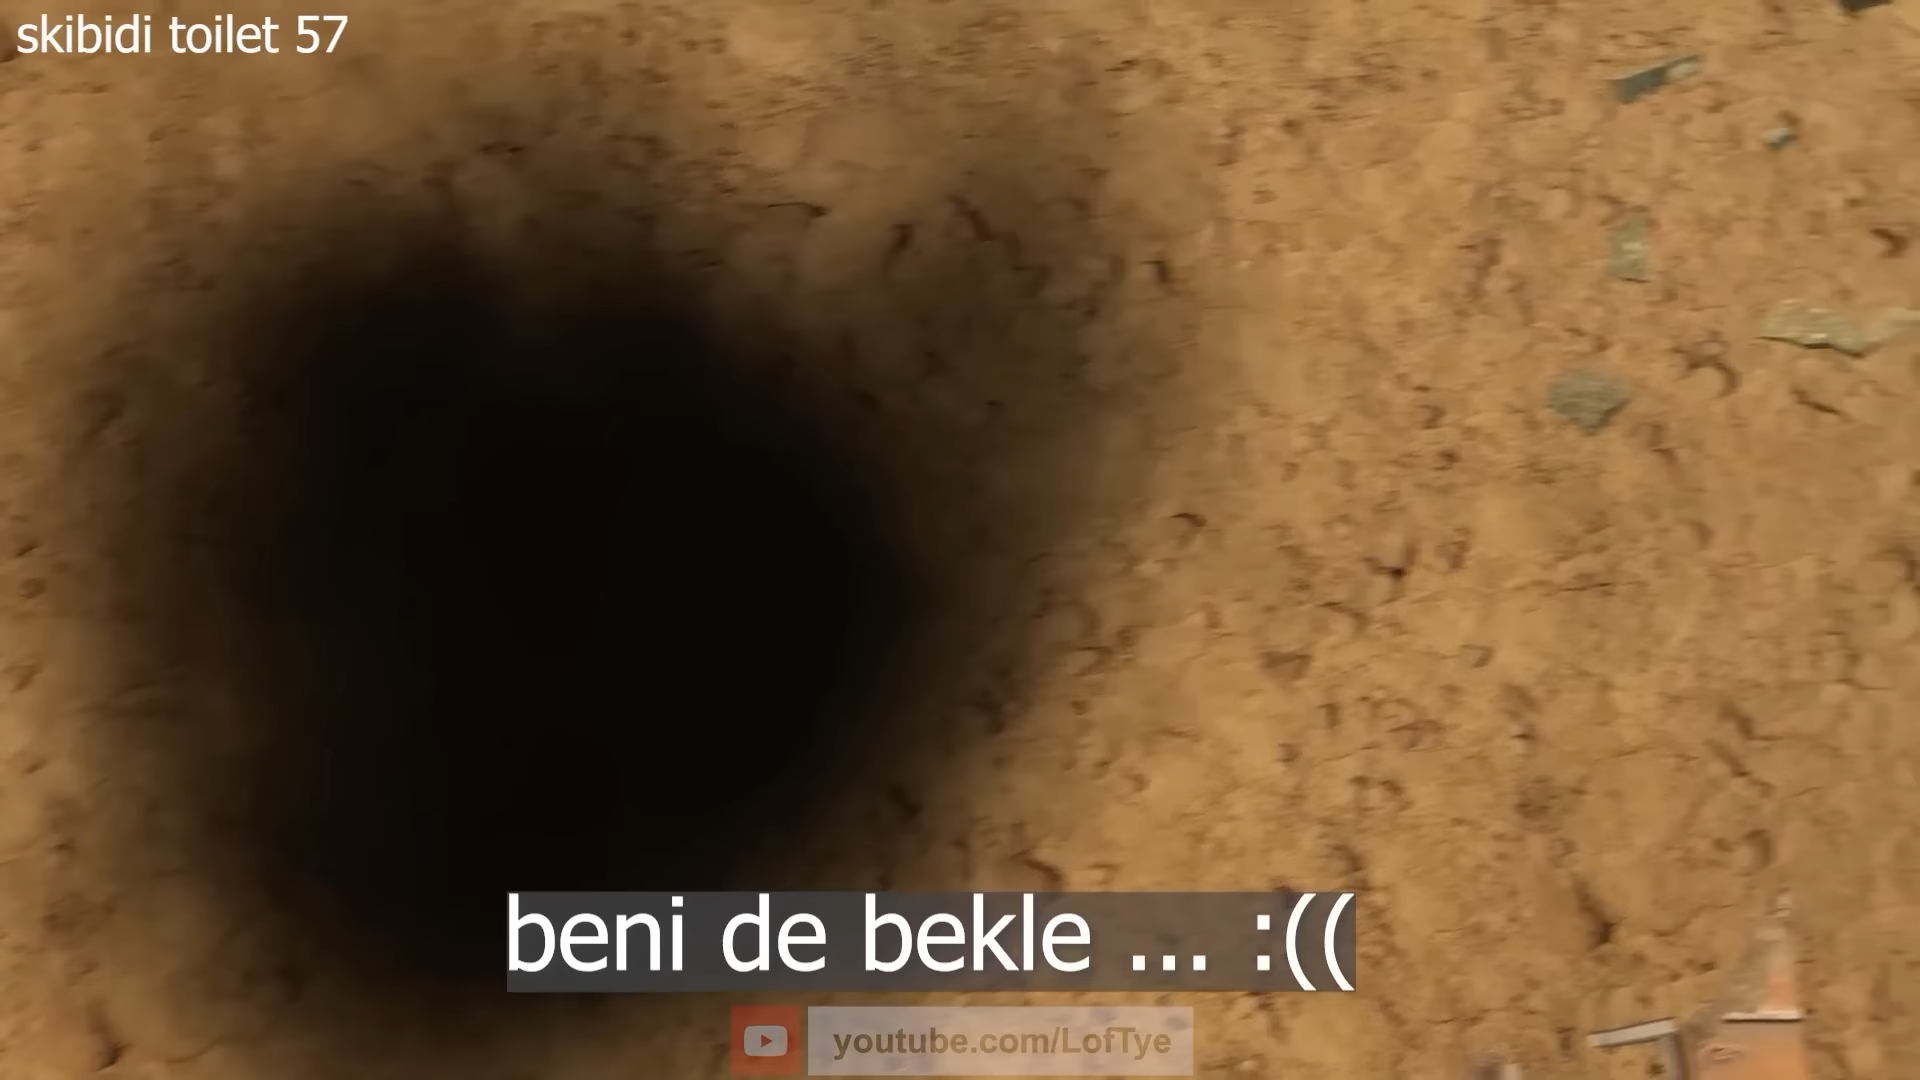 skibidi toilet 57
beni de bekle ... :((
youtube.com/LofTye